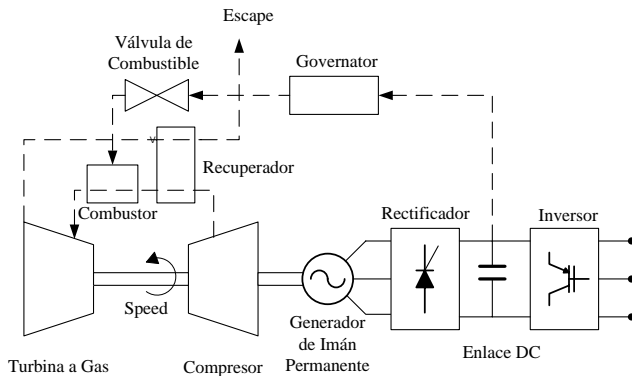 Escape
Válvula de
Combustible
Governator
Recuperador
Combustor
Rectificador
Inversor
Speed
Generador
de Imán
Permanente
Enlace DC
Turbina a Gas
Compresor